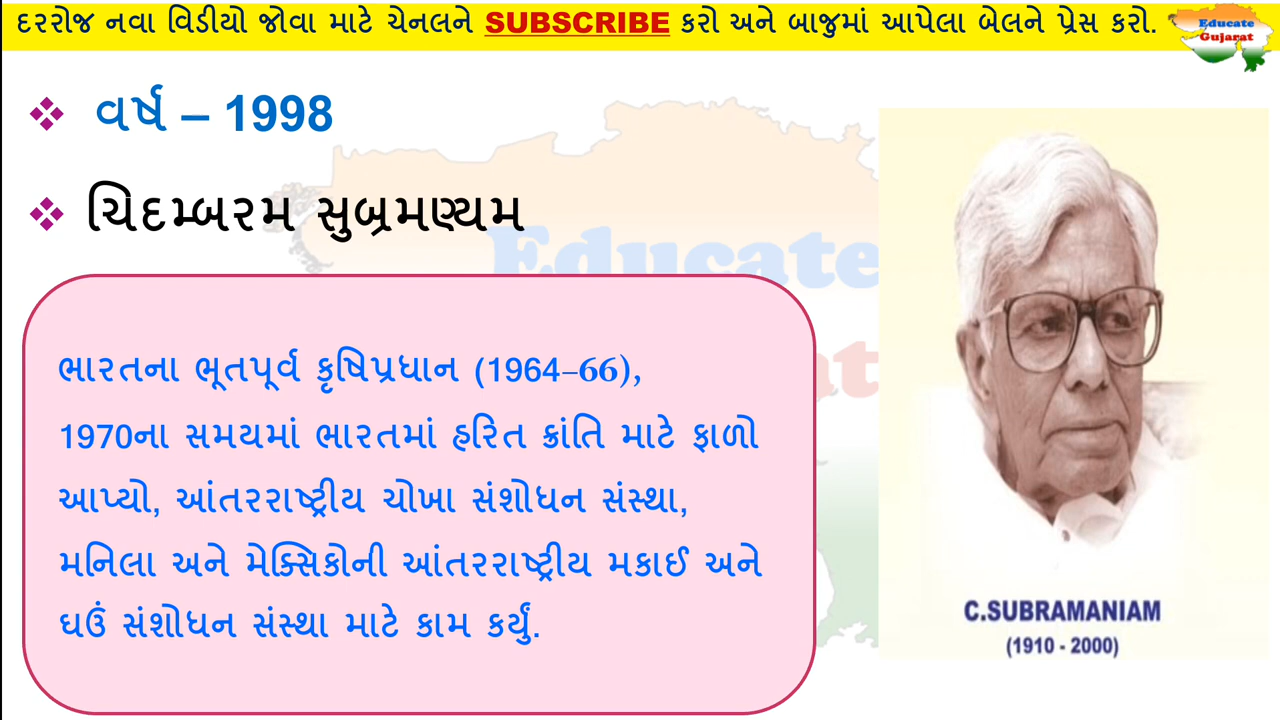 દરરોજ નવા વિડીયો જોવા માટે ચેનલને SUBSCRIBE કરો અને બાજુમાં આપેલા બેલને પ્રેસ કરો.
Educate
Gujarat
❖ વર્ષ – 1998
❖ ચિદમ્બરમ સુબ્રમણ્યમ
Educate
ભારતના ભૂતપૂર્વ કૃષિપ્રધાન (1964–66),
1970ના સમયમાં ભારતમાં હરિત ક્રાંતિ માટે ફાળો
આપ્યો, આંતરરાષ્ટ્રીય ચોખા સંશોધન સંસ્થા,
મનિલા અને મેક્સિકોની આંતરરાષ્ટ્રીય મકાઈ અને
ઘઉં સંશોધન સંસ્થા માટે કામ કર્યું.
C.SUBRAMANIAM
(1910 - 2000)